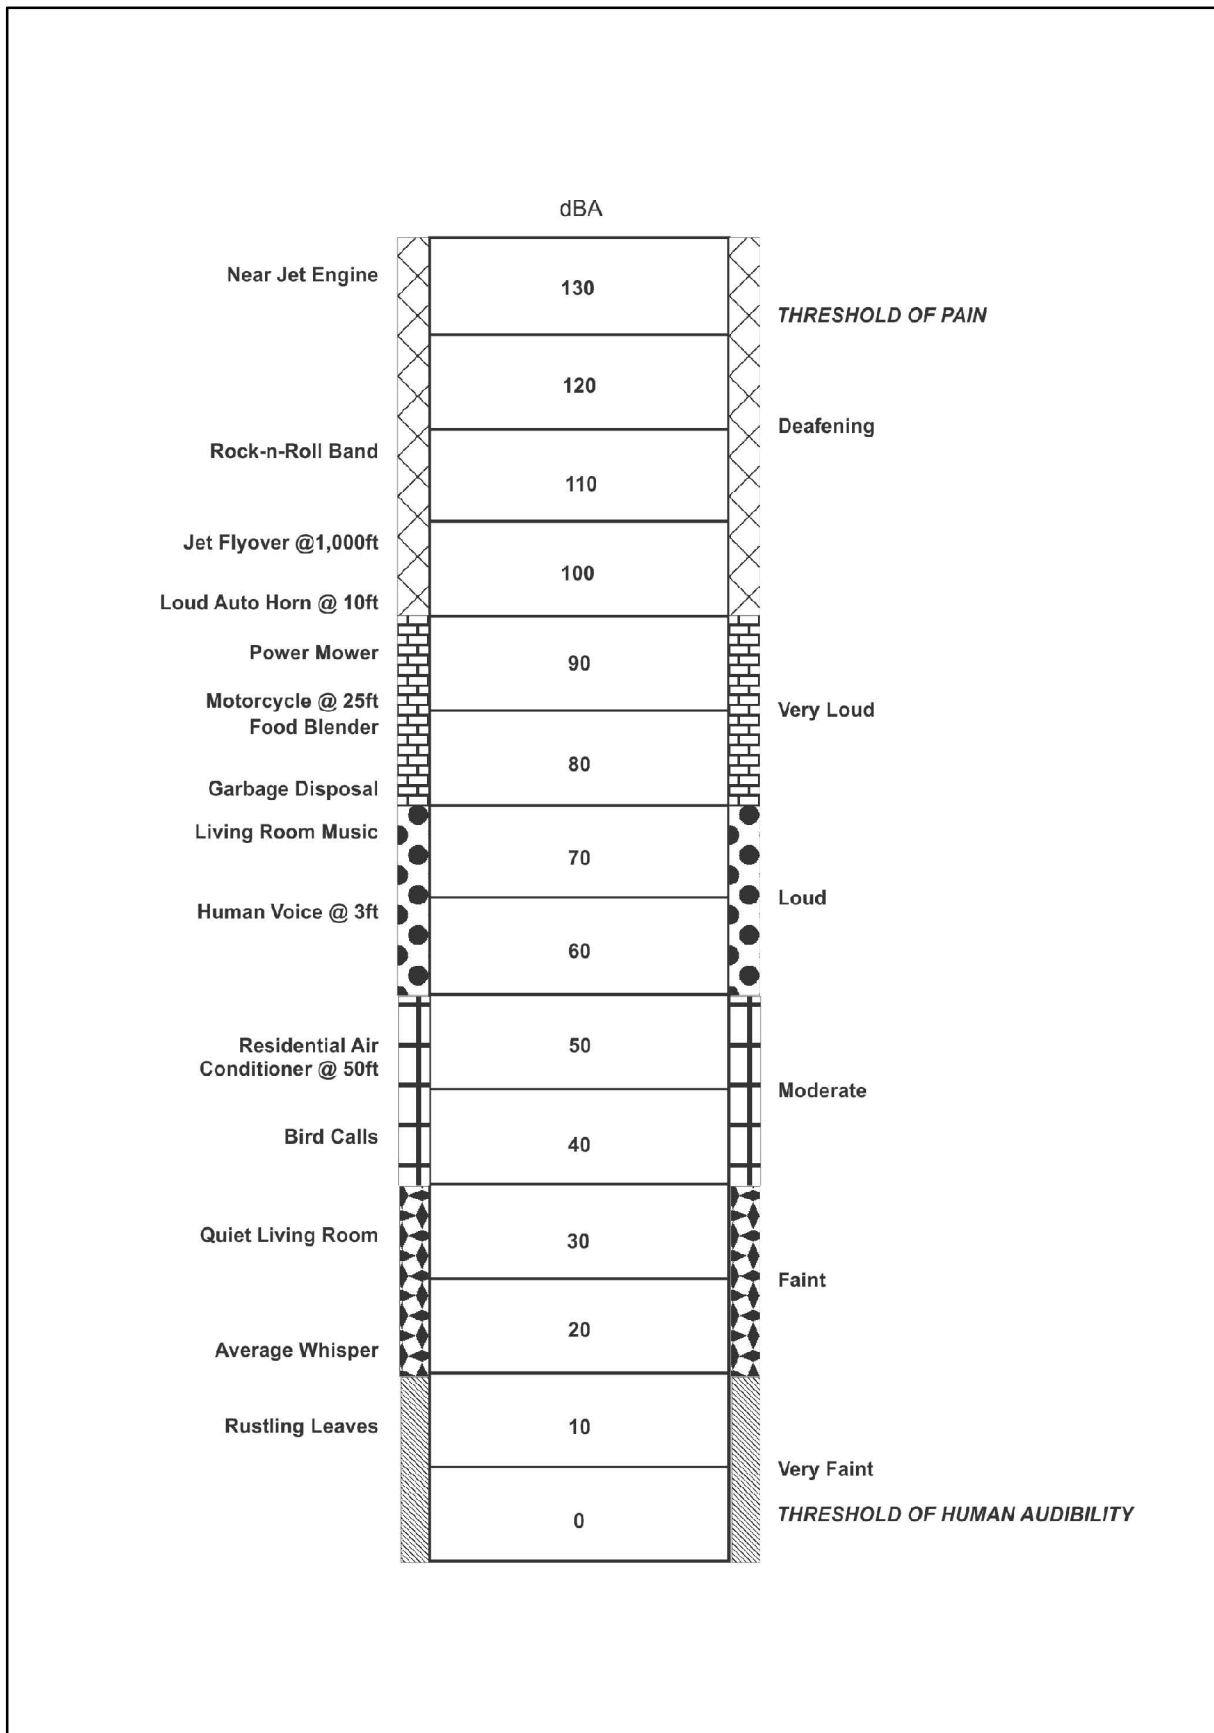 dBA
Near Jet Engine
130
THRESHOLD OF PAIN
120
Deafening
Rock-n-Roll Band
110
Jet Flyover @1,000ft
100
Loud Auto Horn @ 10ft
Power Mower
90
Motorcycle @ 25ft
Very Loud
Food Blender
80
Garbage Disposal
Living Room Music
70
Loud
Human Voice @ 3ft
60
Residential Air
50
Conditioner @ 50ft
Moderate
Bird Calls
40
Quiet Living Room
30
Faint
20
Average Whisper
Rustling Leaves
10
Very Faint
THRESHOLD OF HUMAN AUDIBILITY
0